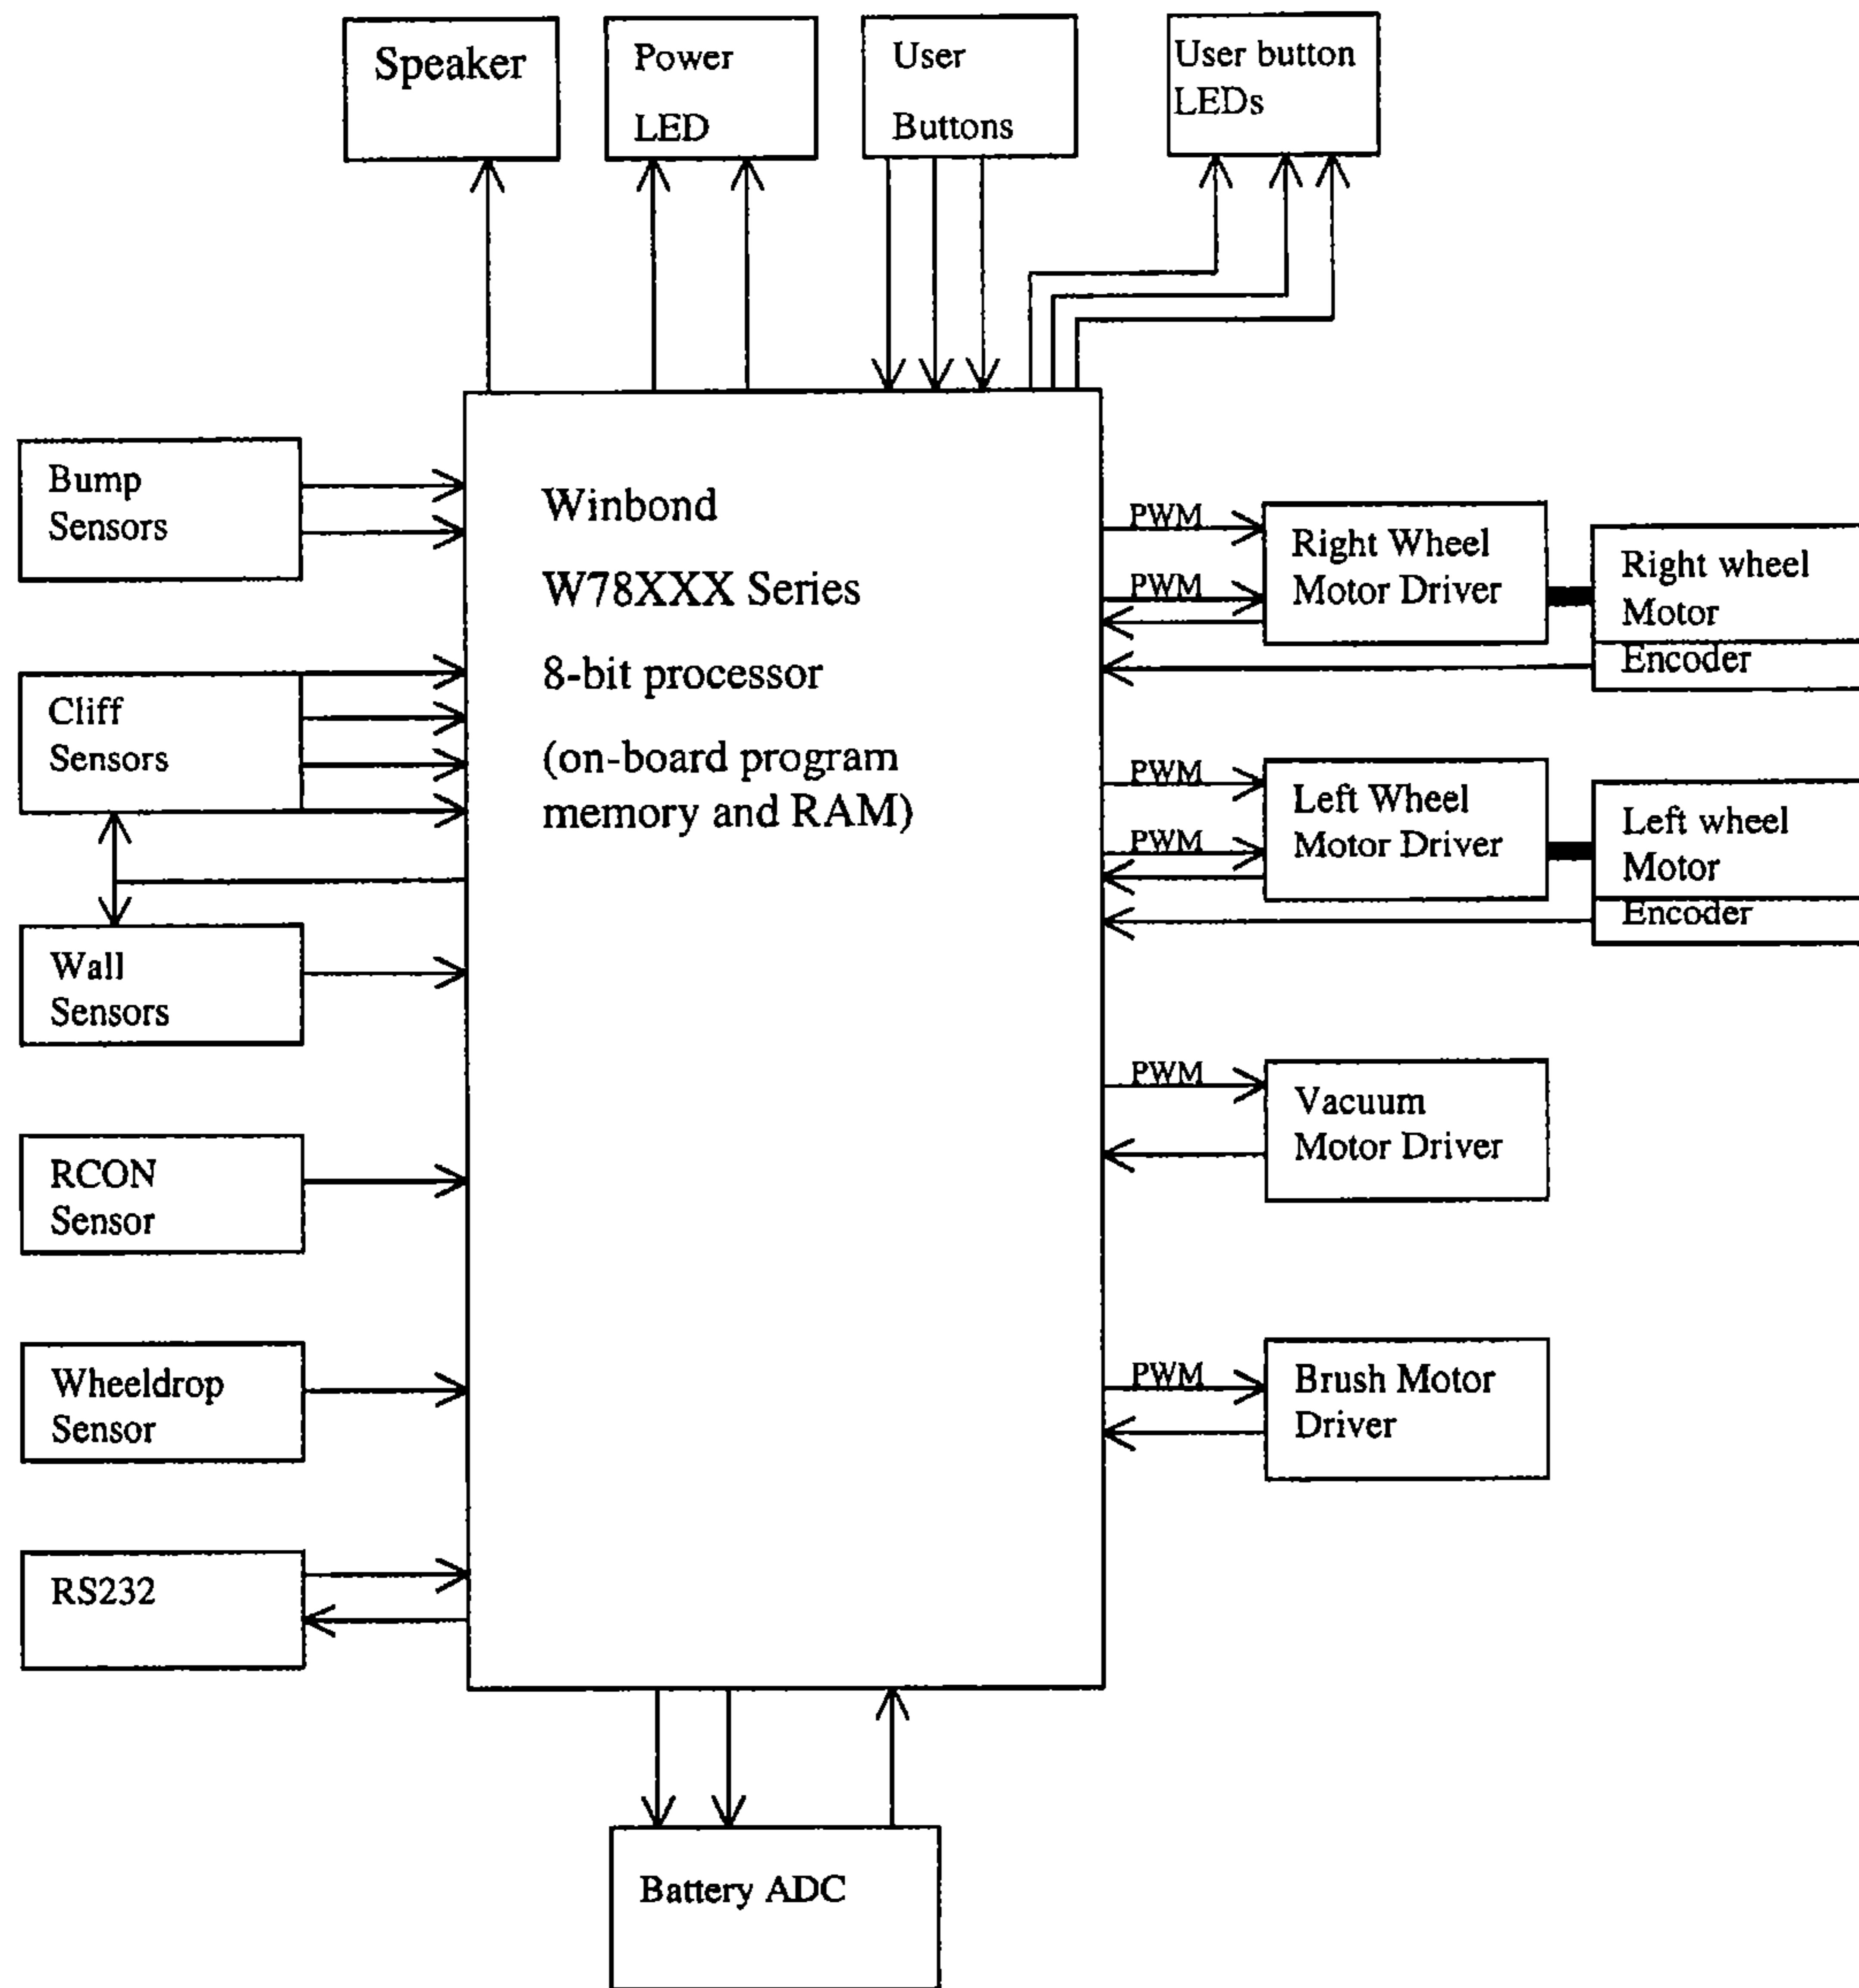 Speaker
Power
LED
User
Buttons
User button
LEDs
Bump
Sensors
Cliff
Sensors
Wall
Sensors
RCON
Sensor
Wheeldrop
Sensor
RS232
Winbond
W78XXX Series
8-bit processor
(on-board program
memory and RAM)
PWM
PWM
Right Wheel
Motor Driver
Right wheel
Motor
Encoder
PWM
PWM
Left Wheel
Motor Driver
Left wheel
Motor
Encoder
PWM
Vacuum
Motor Driver
PWM
Brush Motor
Driver
Battery ADC